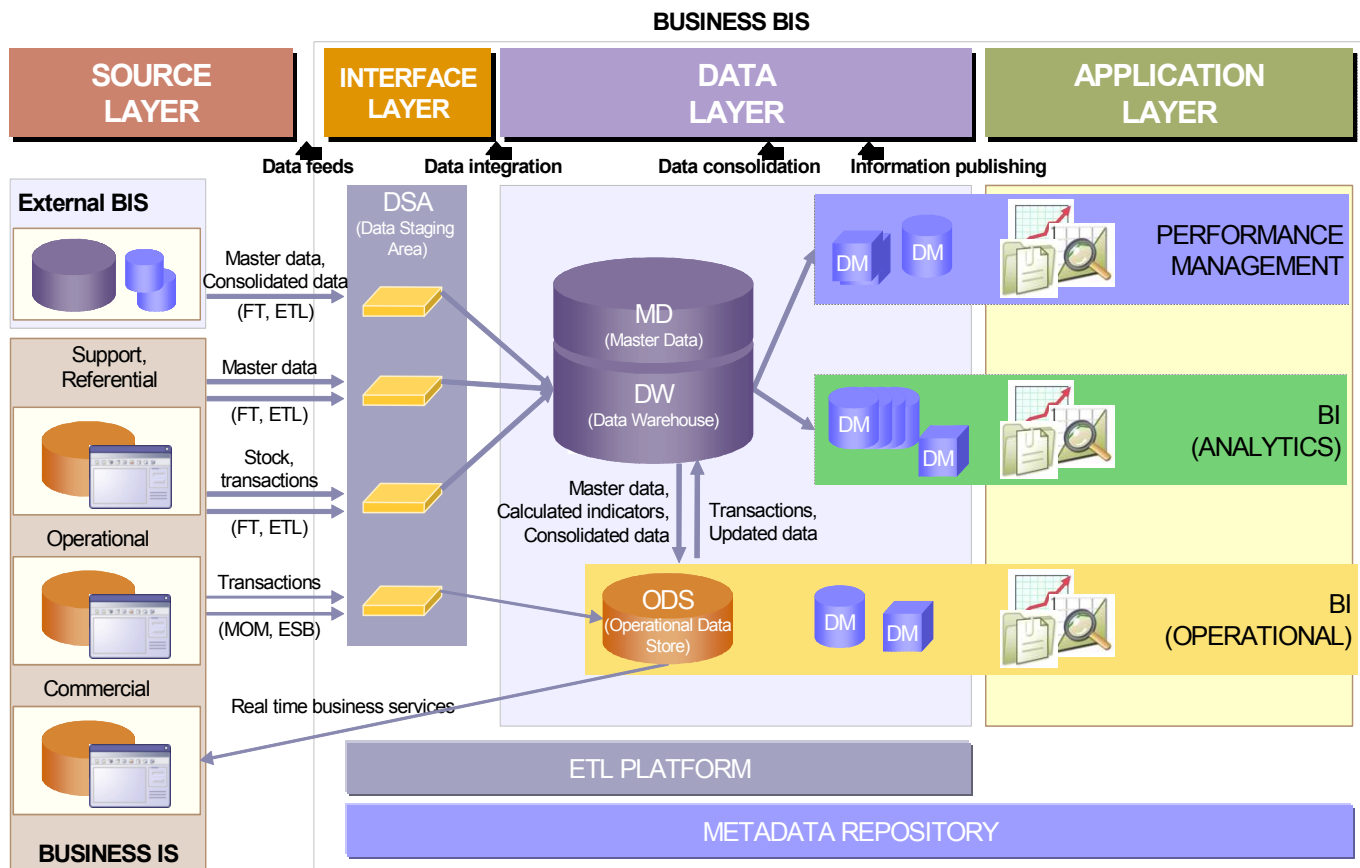 BUSINESS BIS
SOURCE
LAYER
INTERFACE
LAYER
DATA
LAYER
APPLICATION
LAYER
Data feeds
Data integration
Data consolidation
Information publishing
External BIS
Master data,
Consolidated data
(FT, ETL)
Support,
Referential
Master data
(FT, ETL)
Stock,
transactions
(FT, ETL)
Operational
Transactions
(MOM, ESB)
Commercial
Real time business services
BUSINESS IS
DSA
(Data Staging
Area)
MD
(Master Data)
DW
(Data Warehouse)
Master data,
Calculated indicators,
Consolidated data
Transactions,
Updated data
ODS
(Operational Data
Store)
DM
DM
PERFORMANCE
MANAGEMENT
DM
DM
BI
(ANALYTICS)
DM
DM
BI
(OPERATIONAL)
ETL PLATFORM
METADATA REPOSITORY